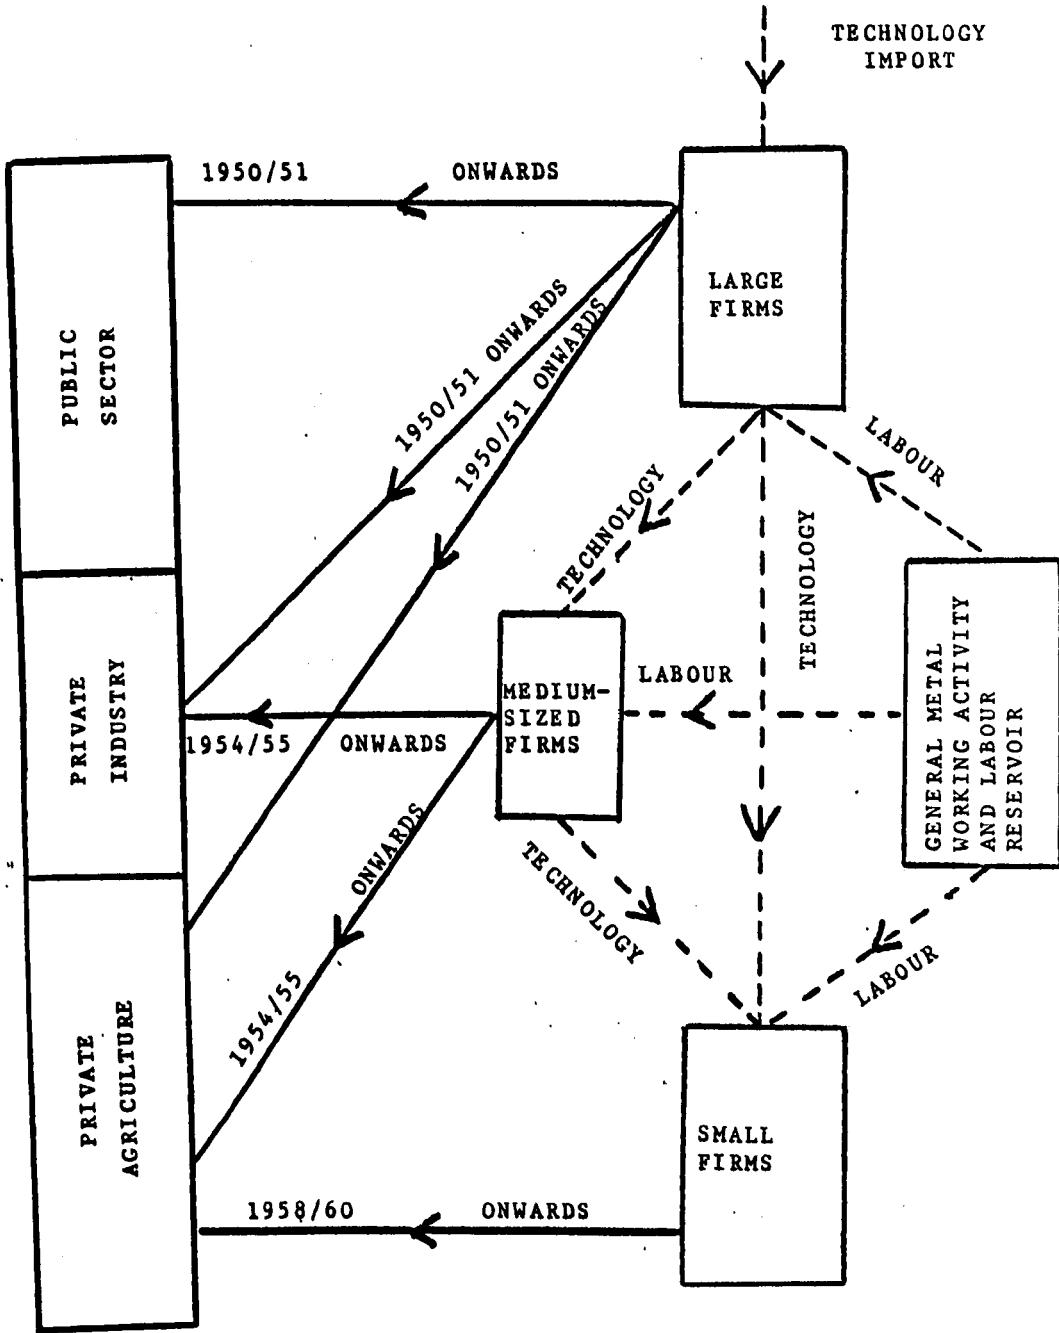 TECHNOLOGY
IMPORT
1950/51 ONWARDS
LARGE
FIRMS
PUBLIC
SECTOR
1950/51 ONWARDS
1950/51 ONWARDS
LABOUR
TECHNOLOGY
TECHNOLOGY
GENERAL METAL
WORKING ACTIVITY
AND LABOUR
RESERVOIR
LABOUR
MEDIUM-
SIZED
FIRMS
PRIVATE
INDUSTRY
1954/55 ONWARDS
1954/55 ONWARDS
TECHNOLOGY
LABOUR
PRIVATE
AGRICULTURE
SMALL
FIRMS
1958/60 ONWARDS